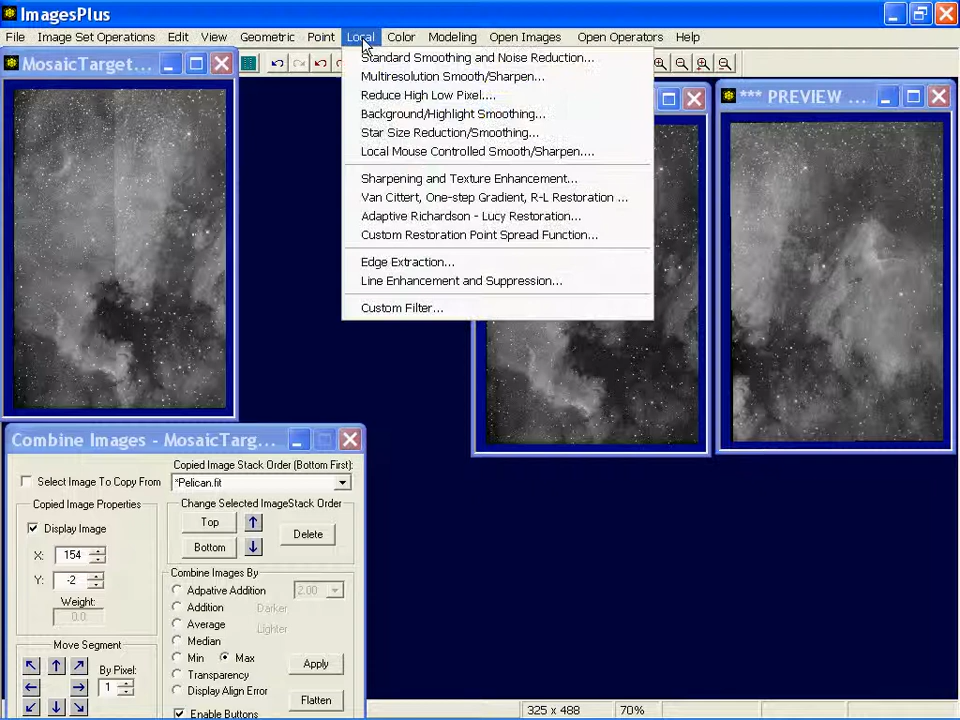 ImagesPlus
File Image Set Operations Edit View Geometric Point Local Color Modeling Open Images Open Operators Help
MosaicTarget...
*** PREVIEW ...
Standard Smoothing and Noise Reduction...
Multiresolution Smooth/Sharpen...
Reduce High Low Pixel....
Background/Highlight Smoothing...
Star Size Reduction/Smoothing...
Local Mouse Controlled Smooth/Sharpen....
Sharpening and Texture Enhancement...
Van Cittert, One-step Gradient, R-L Restoration ...
Adaptive Richardson - Lucy Restoration...
Custom Restoration Point Spread Function...
Edge Extraction...
Line Enhancement and Suppression...
Custom Filter...
Combine Images - MosaicTarg...
Copied Image Stack Order (Bottom First):
Select Image To Copy From
*Pelican.fit
Copied Image Properties
Change Selected ImageStack Order
Display Image
Top
Delete
Bottom
X: 154
Y: -2
Weight:
0.0
Combine Images By
Adpative Addition
2.00
Addition
Darker
Average
Lighter
Median
Min
Max
Apply
Transparency
Display Align Error
Flatten
Enable Buttons
Move Segment
By Pixel:
1
325 x 488
70%